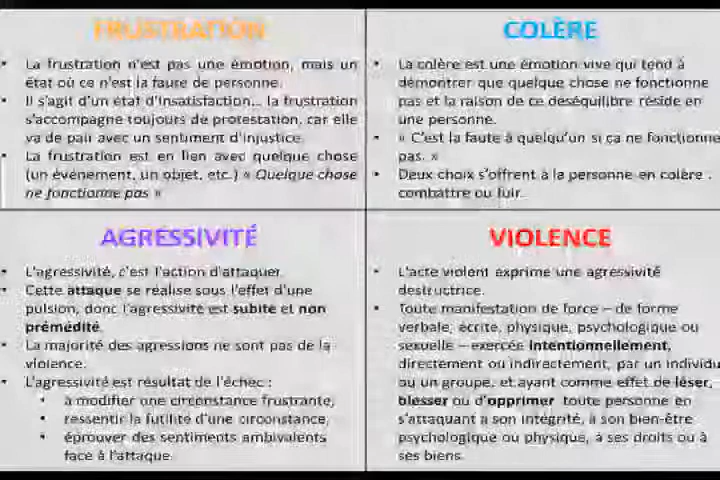 FRUSTRATION
La frustration n'est pas une émotion, mais un
état où ce n'est la faute de personne.
Il s'agit d'un état d'insatisfaction... la frustration
s'accompagne toujours de protestation, car elle
va de pair avec un sentiment d'injustice.
La frustration est en lien avec quelque chose
(un évènement, un objet, etc.) « Quelque chose
ne fonctionne pas »
COLÈRE
La colère est une émotion vive qui tend à
démontrer que quelque chose ne fonctionne
pas et la raison de ce deséquilibre réside en
une personne.
« C'est la faute à quelqu'un si ça ne fonctionne
pas. »
Deux choix s'offrent à la personne en colère :
combattre ou fuir.
AGRESSIVITÉ
L'agressivité, c'est l'action d'attaquer.
Cette attaque se réalise sous l'effet d'une
pulsion, donc l'agressivité est subite et non
prémédité.
La majorité des agressions ne sont pas de la
violence.
L'agressivité est résultat de l'échec :
à modifier une circonstance frustrante,
ressentir la futilité d'une circonstance,
éprouver des sentiments ambivalents
face à l'attaque.
VIOLENCE
L'acte violent exprime une agressivité
destructrice.
Toute manifestation de force – de forme
verbale, écrite, physique, psychologique ou
sexuelle – exercée intentionnellement,
directement ou indirectement, par un individu
ou un groupe, et ayant comme effet de léser,
blesser ou d'opprimer toute personne en
s'attaquant à son intégrité, à son bien-être
psychologique ou physique, à ses droits ou à
ses biens.